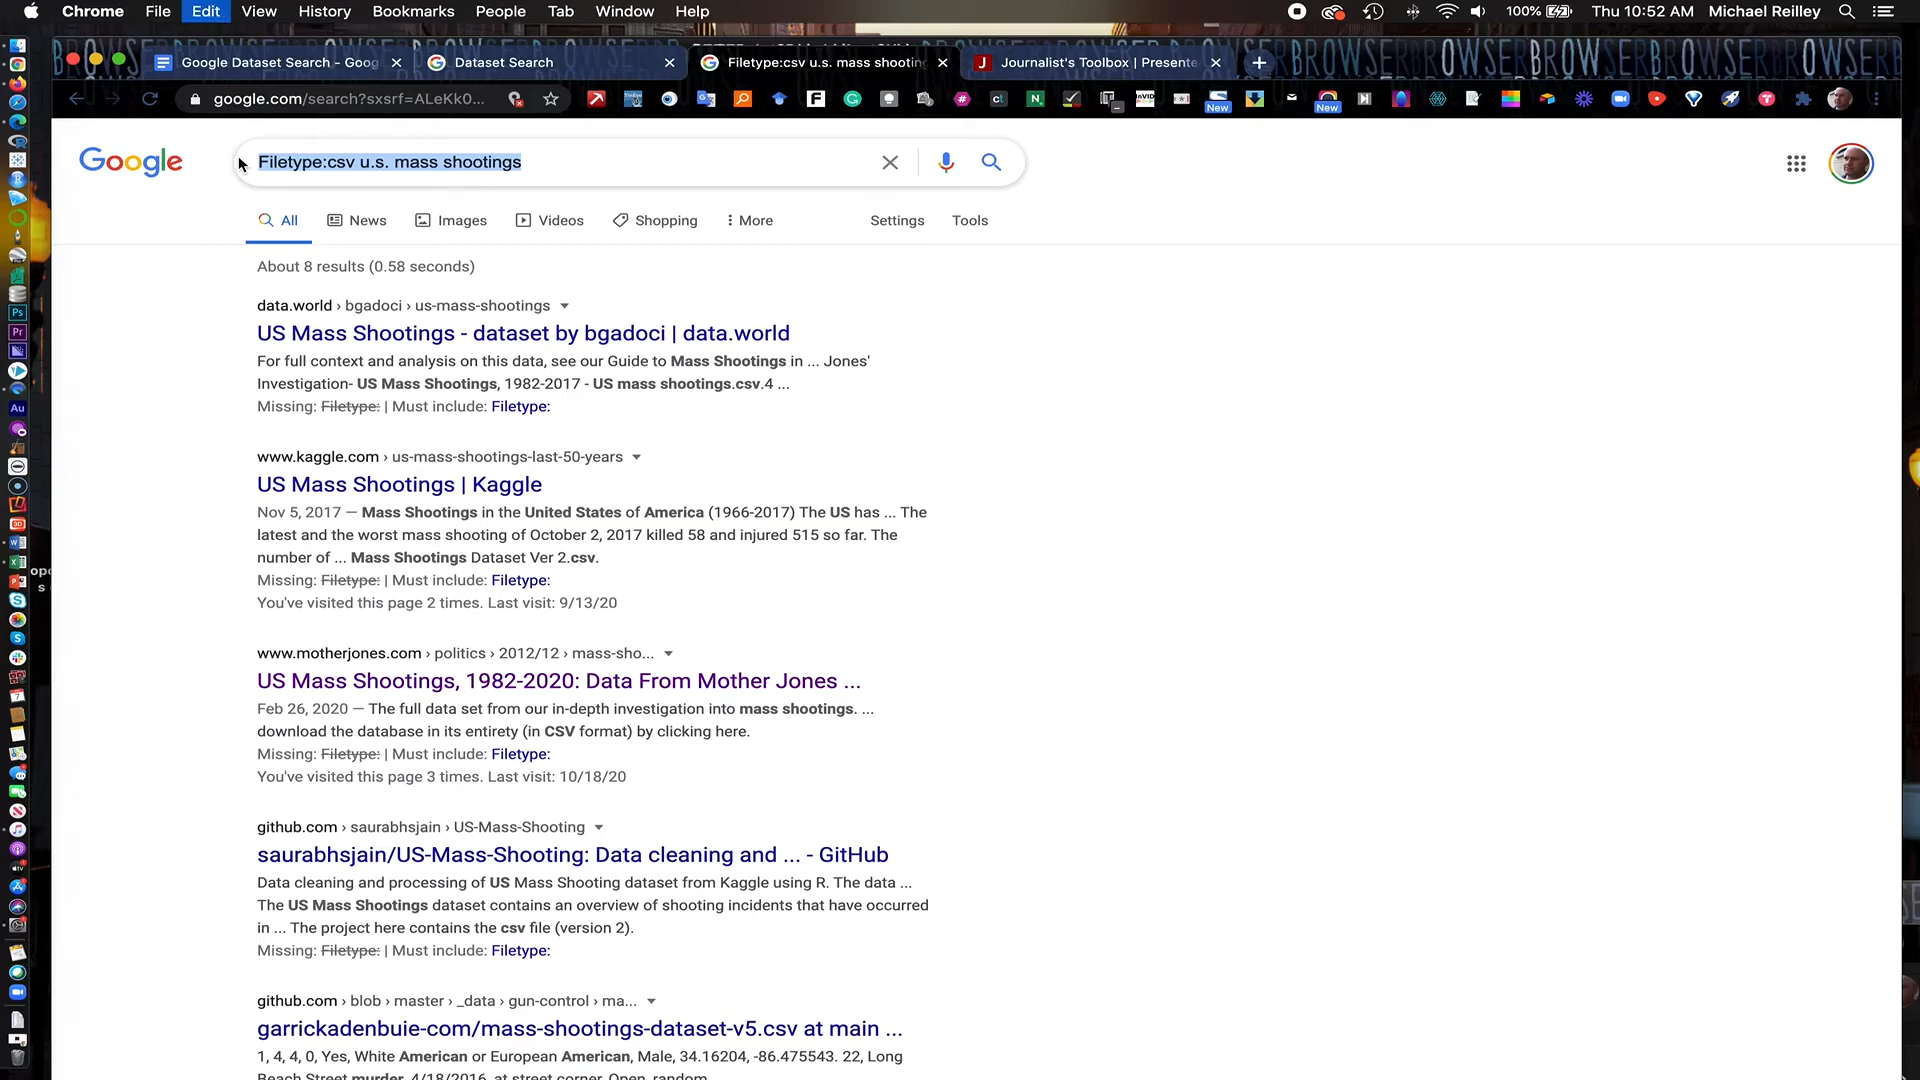 Chrome File Edit View History Bookmarks People Tab Window Help 100% Thu 10:52 AM Michael Reilley
Google Dataset Search - Goog Dataset Search Filetype:csv u.s. mass shooting Journalist's Toolbox | Presente
google.com/search?sxsrf=ALeKk0...
New New
Google Filetype:csv u.s. mass shootings
All News Images Videos Shopping More Settings Tools
About 8 results (0.58 seconds)
data.world › bgadoci › us-mass-shootings
US Mass Shootings - dataset by bgadoci | data.world
For full context and analysis on this data, see our Guide to Mass Shootings in ... Jones'
Investigation- US Mass Shootings, 1982-2017 - US mass shootings.csv.4 ...
Missing: Filetype: | Must include: Filetype:
www.kaggle.com › us-mass-shootings-last-50-years
US Mass Shootings | Kaggle
Nov 5, 2017 — Mass Shootings in the United States of America (1966-2017) The US has ... The
latest and the worst mass shooting of October 2, 2017 killed 58 and injured 515 so far. The
number of ... Mass Shootings Dataset Ver 2.csv.
Missing: Filetype: | Must include: Filetype:
You've visited this page 2 times. Last visit: 9/13/20
www.motherjones.com › politics › 2012/12 › mass-sho...
US Mass Shootings, 1982-2020: Data From Mother Jones ...
Feb 26, 2020 — The full data set from our in-depth investigation into mass shootings. ...
download the database in its entirety (in CSV format) by clicking here.
Missing: Filetype: | Must include: Filetype:
You've visited this page 3 times. Last visit: 10/18/20
github.com › saurabhsjain › US-Mass-Shooting
saurabhsjain/US-Mass-Shooting: Data cleaning and ... - GitHub
Data cleaning and processing of US Mass Shooting dataset from Kaggle using R. The data ...
The US Mass Shootings dataset contains an overview of shooting incidents that have occurred
in ... The project here contains the csv file (version 2).
Missing: Filetype: | Must include: Filetype:
github.com › blob › master › _data › gun-control › ma...
garrickadenbuie-com/mass-shootings-dataset-v5.csv at main ...
1, 4, 4, 0, Yes, White American or European American, Male, 34.16204, -86.475543. 22, Long
Beach Street murder, 4/18/2016, at street corner, Open, random